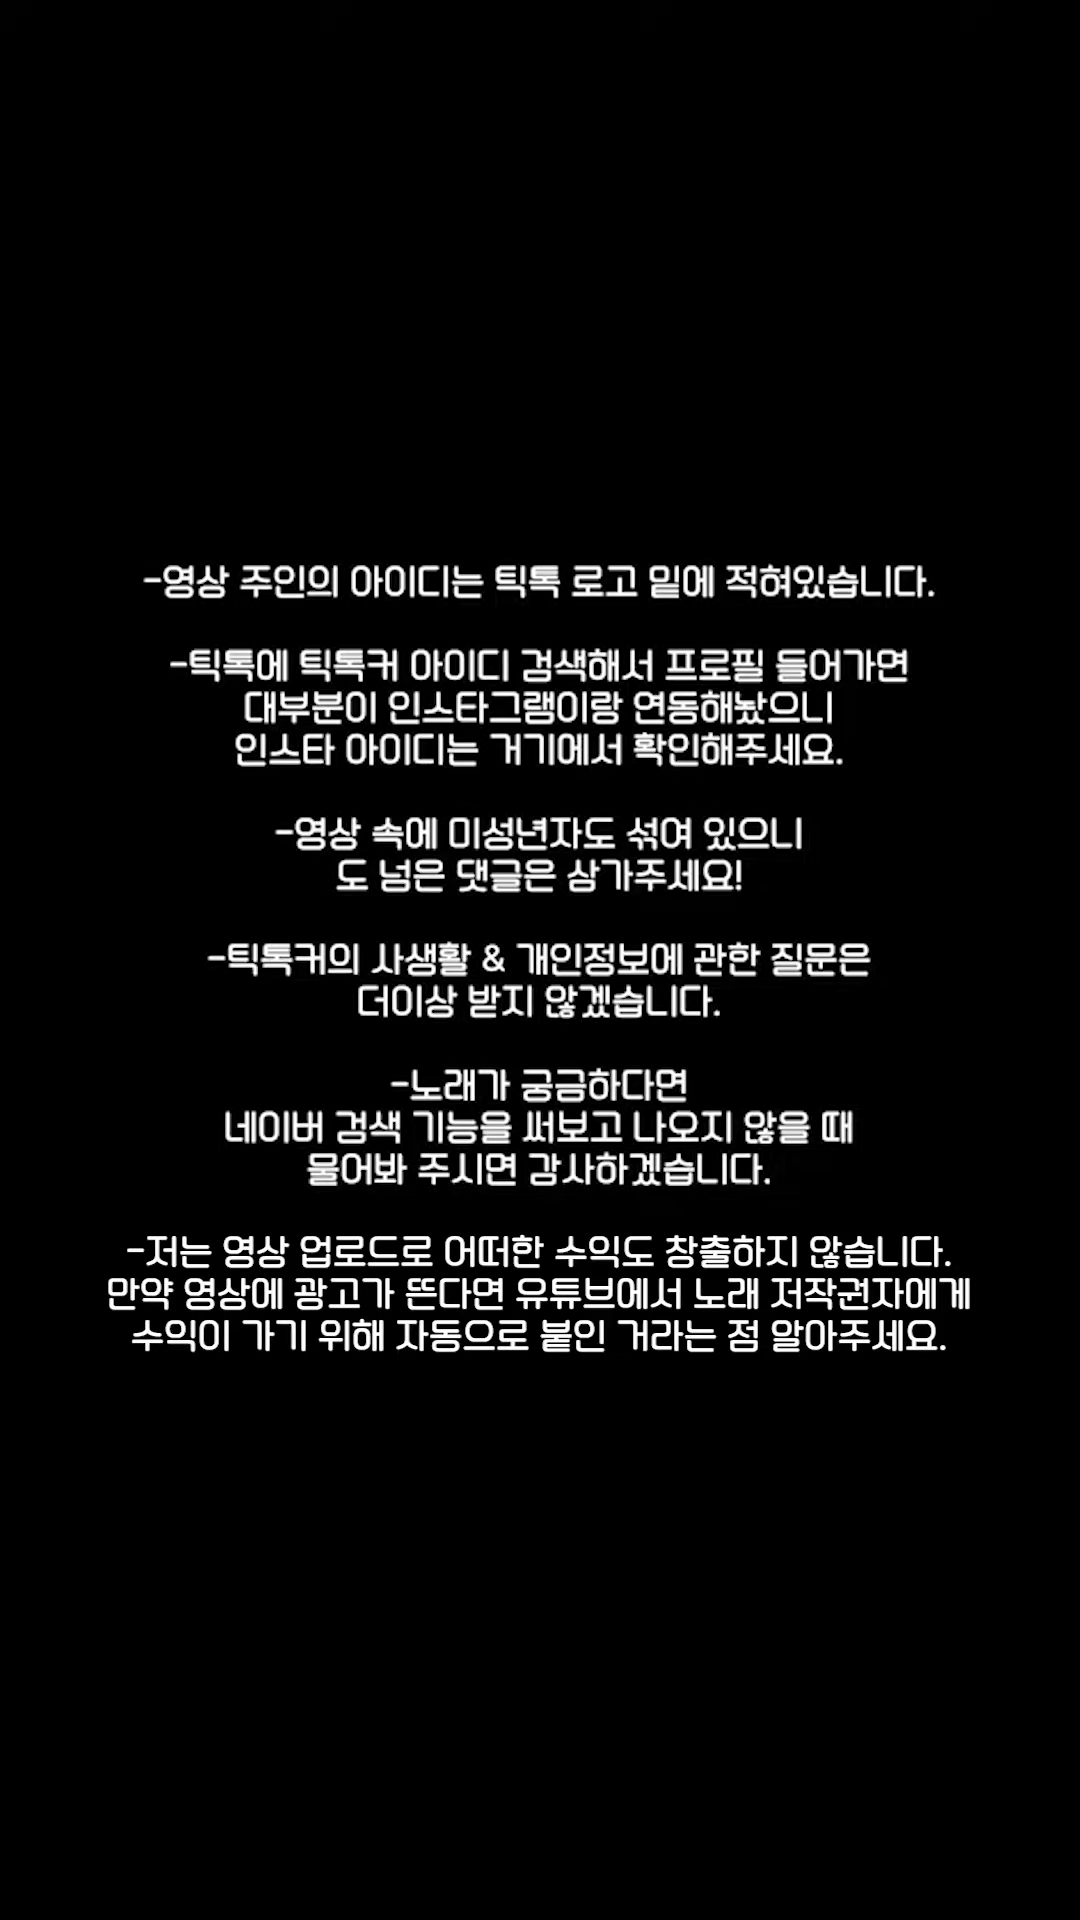 -영상 주인의 아이디는 틱톡 로고 밑에 적혀있습니다.
-틱톡에 틱톡커 아이디 검색해서 프로필 들어가면
대부분이 인스타그램이랑 연동해놨으니
인스타 아이디는 거기에서 확인해주세요.
-영상 속에 미성년자도 섞여 있으니
도 넘은 댓글은 삼가주세요!
-틱톡커의 사생활 & 개인정보에 관한 질문은
더이상 받지 않겠습니다.
-노래가 궁금하다면
네이버 검색 기능을 써보고 나오지 않을 때
물어봐 주시면 감사하겠습니다.
-저는 영상 업로드로 어떠한 수익도 창출하지 않습니다.
만약 영상에 광고가 뜬다면 유튜브에서 노래 저작권자에게
수익이 가기 위해 자동으로 붙인 거라는 점 알아주세요.